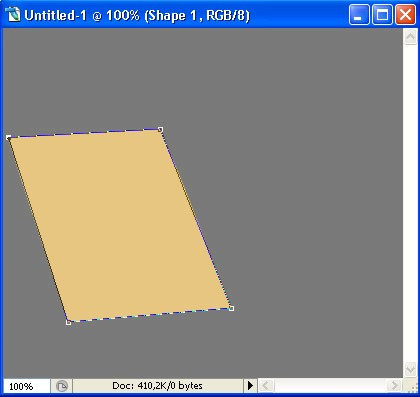 Untitled-1 @ 100% (Shape 1, RGB/8)
100%
Doc: 410,2K/0 bytes